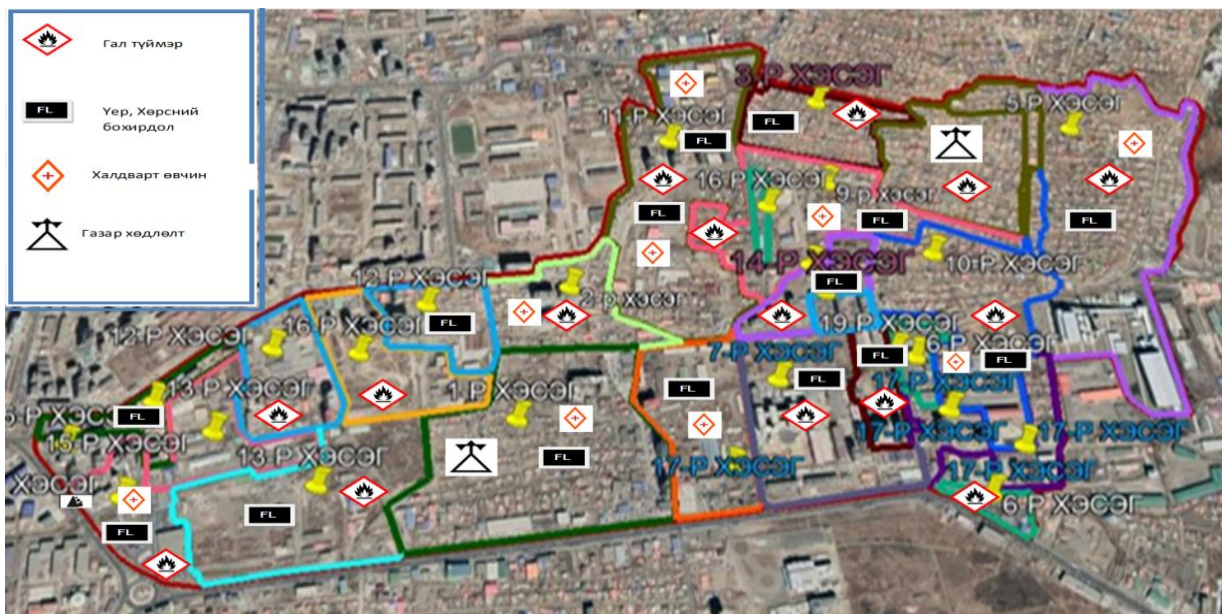 Гал түймэр
FL
Үер, Хөрсний
бохирдол
Халдварт өвчин
Газар хөдлөлт
3-Р ХЭСЭГ
5-Р ХЭСЭГ
11-Р ХЭСЭГ
FL
FL
16-Р ХЭСЭГ
9-р хэсэг
FL
FL
FL
14-Р ХЭСЭГ
10-Р ХЭСЭГ
12-Р ХЭСЭГ
2-р хэсэг
FL
FL
12-Р ХЭСЭГ
16-Р ХЭСЭГ
19-Р ХЭСЭГ
6-Р ХЭСЭГ
7-Р ХЭСЭГ
FL
FL
13-Р ХЭСЭГ
1-Р ХЭСЭГ
FL
FL
17-Р ХЭСЭГ
FL
5-Р ХЭСЭГ
15-Р ХЭСЭГ
17-Р ХЭСЭГ
17-Р ХЭСЭГ
13-Р ХЭСЭГ
FL
17-Р ХЭСЭГ
17-Р ХЭСЭГ
ХЭСЭГ
6-Р ХЭСЭГ
FL
FL